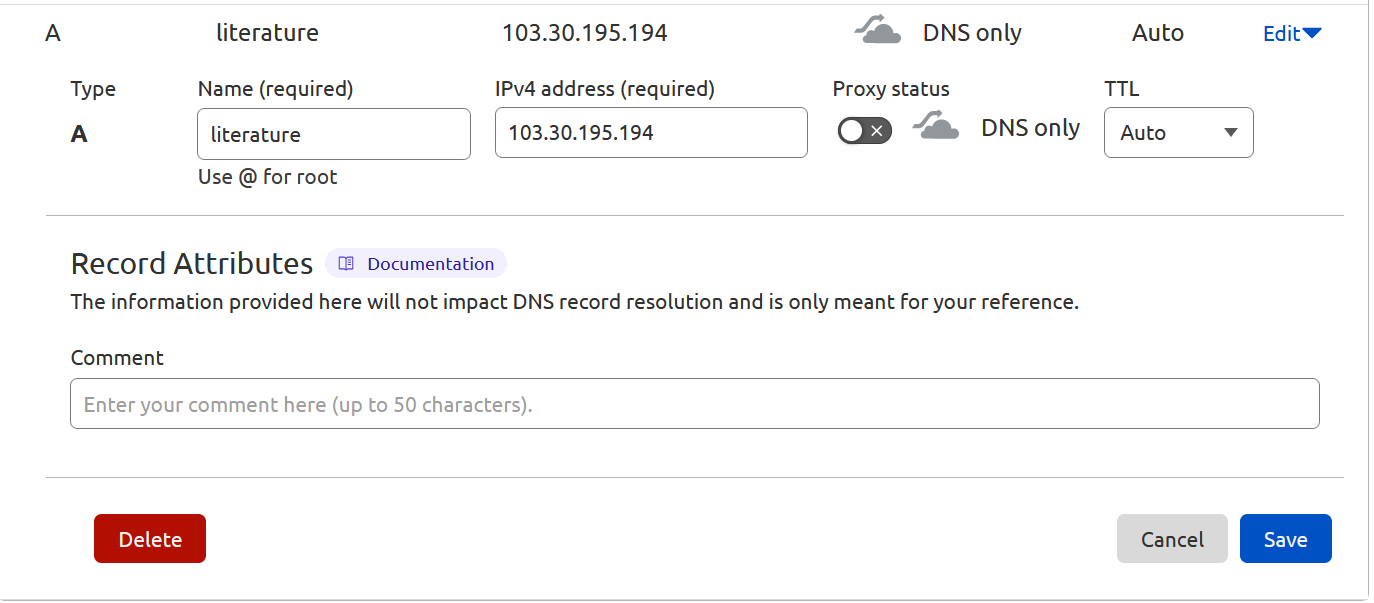 A literature 103.30.195.194 DNS only Auto Edit
Type Name (required) IPv4 address (required) Proxy status TTL
A literature 103.30.195.194 DNS only Auto
Use @ for root
Record Attributes Documentation
The information provided here will not impact DNS record resolution and is only meant for your reference.
Comment
Enter your comment here (up to 50 characters).
Delete Cancel Save